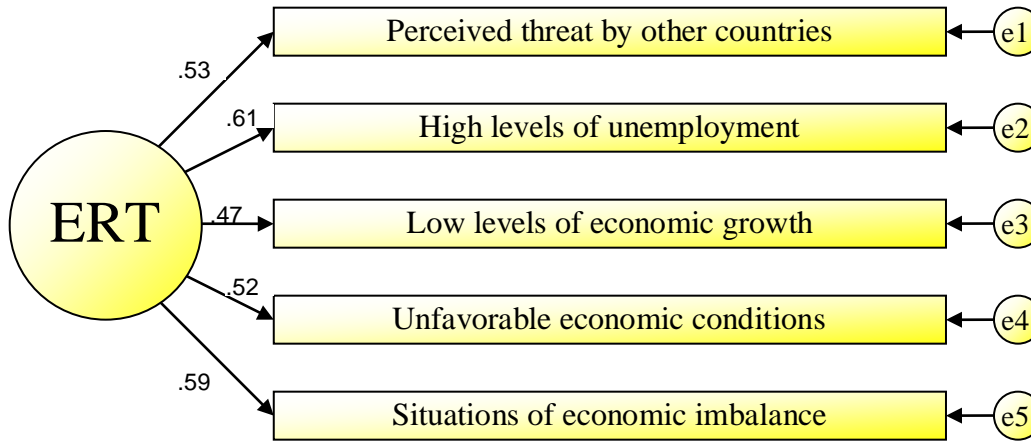 Perceived threat by other countries
e1
.53
.61
High levels of unemployment
e2
ERT
.47
Low levels of economic growth
e3
.52
Unfavorable economic conditions
e4
.59
Situations of economic imbalance
e5